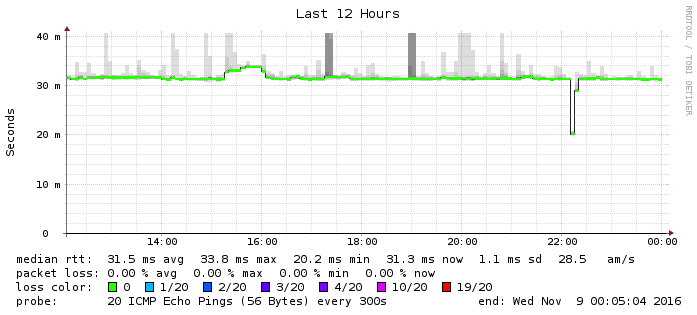 Last 12 Hours
RRDTOOL / TOBI OETIKER
Seconds
40 m
30 m
20 m
10 m
0
14:00 16:00 18:00 20:00 22:00 00:00
median rtt: 31.5 ms avg 33.8 ms max 20.2 ms min 31.3 ms now 1.1 ms sd 28.5 am/s
packet loss: 0.00 % avg 0.00 % max 0.00 % min 0.00 % now
loss color: 0 1/20 2/20 3/20 4/20 10/20 19/20
probe: 20 ICMP Echo Pings (56 Bytes) every 300s end: Wed Nov 9 00:05:04 2016